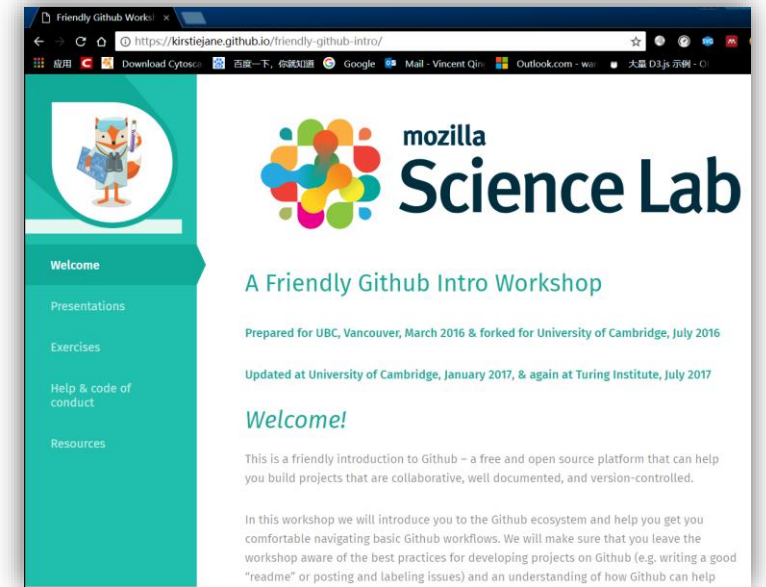 Friendly Github Works
https://kirstiejane.github.io/friendly-github-intro/
应用 Download Cytosca 百度一下，你就知道 Google Mail - Vincent Qin Outlook.com - wa 大量 D3.js 示例 - O
mozilla
Science Lab
Welcome
Presentations
Exercises
Help & code of
conduct
Resources
A Friendly Github Intro Workshop
Prepared for UBC, Vancouver, March 2016 & forked for University of Cambridge, July 2016
Updated at University of Cambridge, January 2017, & again at Turing Institute, July 2017
Welcome!
This is a friendly introduction to Github – a free and open source platform that can help
you build projects that are collaborative, well documented, and version-controlled.
In this workshop we will introduce you to the Github ecosystem and help you get you
comfortable navigating basic Github workflows. We will make sure that you leave the
workshop aware of the best practices for developing projects on Github (e.g. writing a good
"readme" or posting and labeling issues) and an understanding of how Github can help